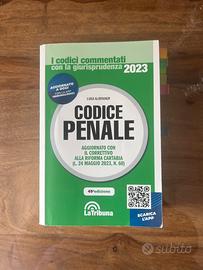 I codici commentati
con la giurisprudenza 2023
AGGIORNATO A
OGGI
LUIGI ALIBRANDI
CODICE
PENALE
AGGIORNATO CON
IL CORRETTIVO
ALLA RIFORMA CARTABIA
(L. 24 MAGGIO 2023, N. 60)
49ª edizione
LaTribuna
SCARICA
L'APP
subito